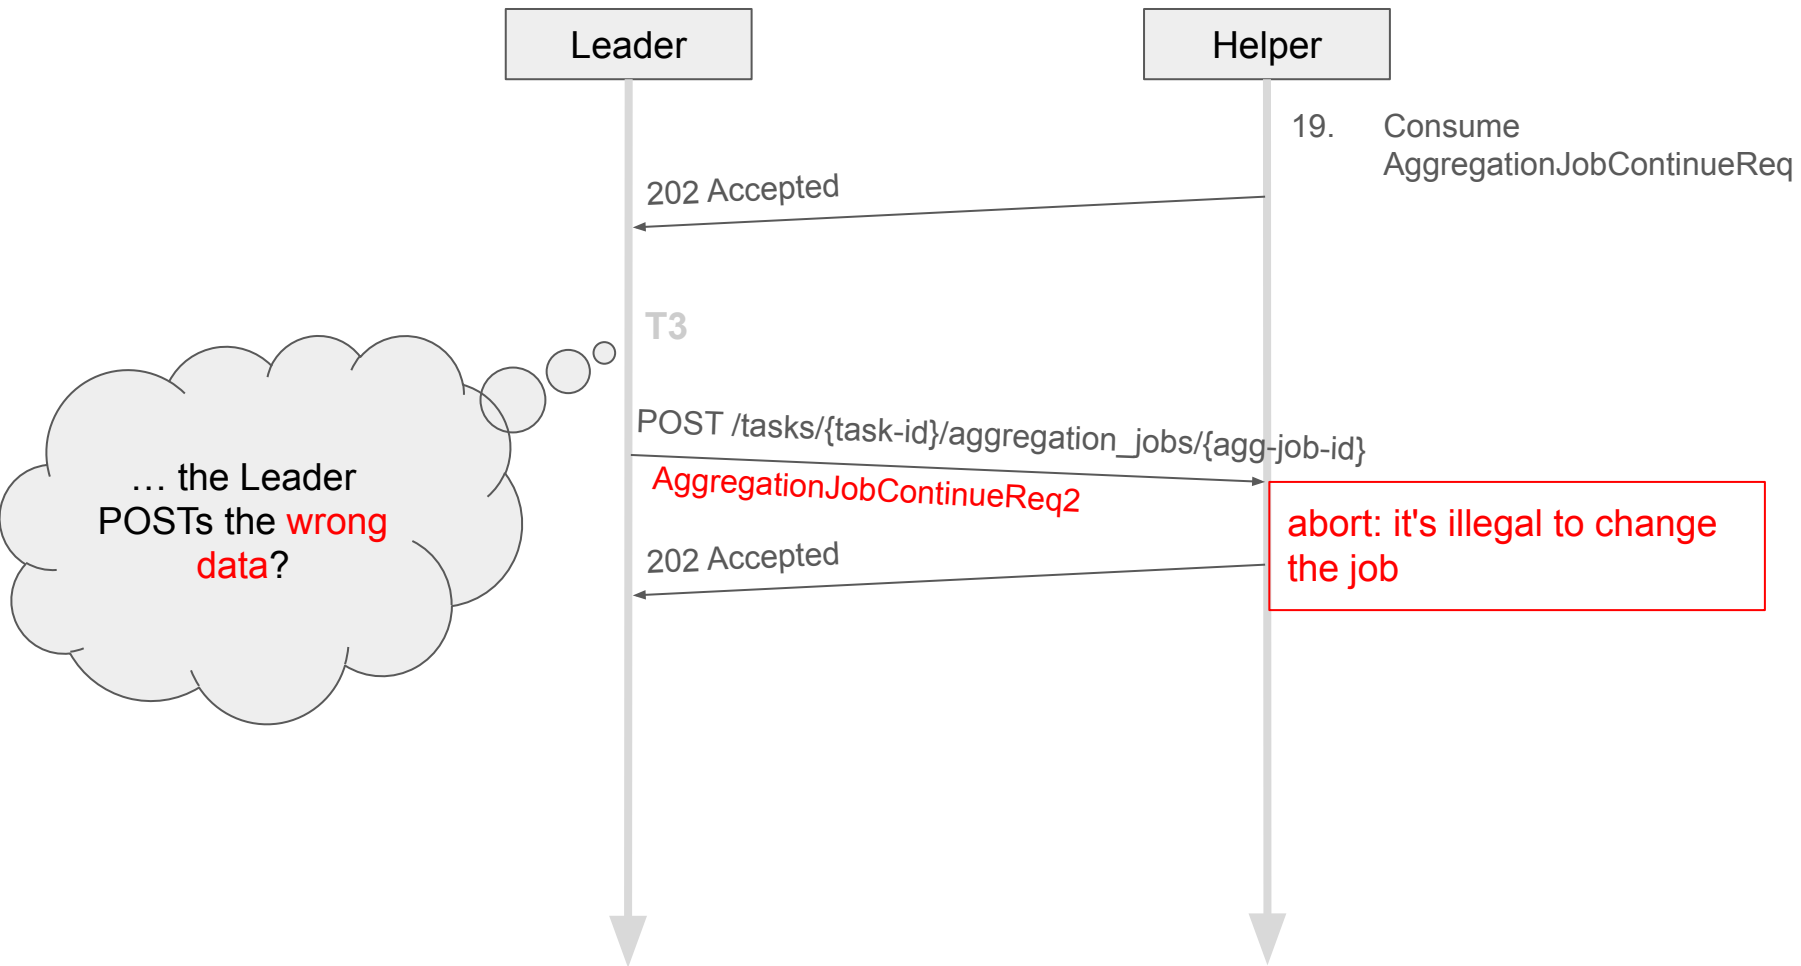 Leader
Helper
19. Consume
AggregationJobContinueReq
202 Accepted
T3
POST /tasks/{task-id}/aggregation_jobs/{agg-job-id}
AggregationJobContinueReq2
… the Leader
POSTs the wrong
data?
abort: it's illegal to change
the job
202 Accepted